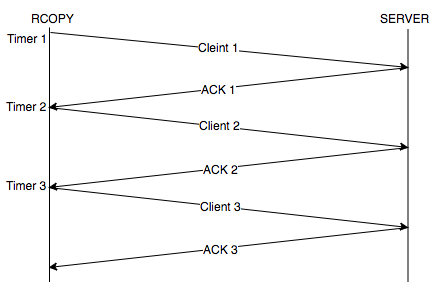 RCOPY
SERVER
Timer 1
Cleint 1
ACK 1
Timer 2
Client 2
ACK 2
Timer 3
Client 3
ACK 3